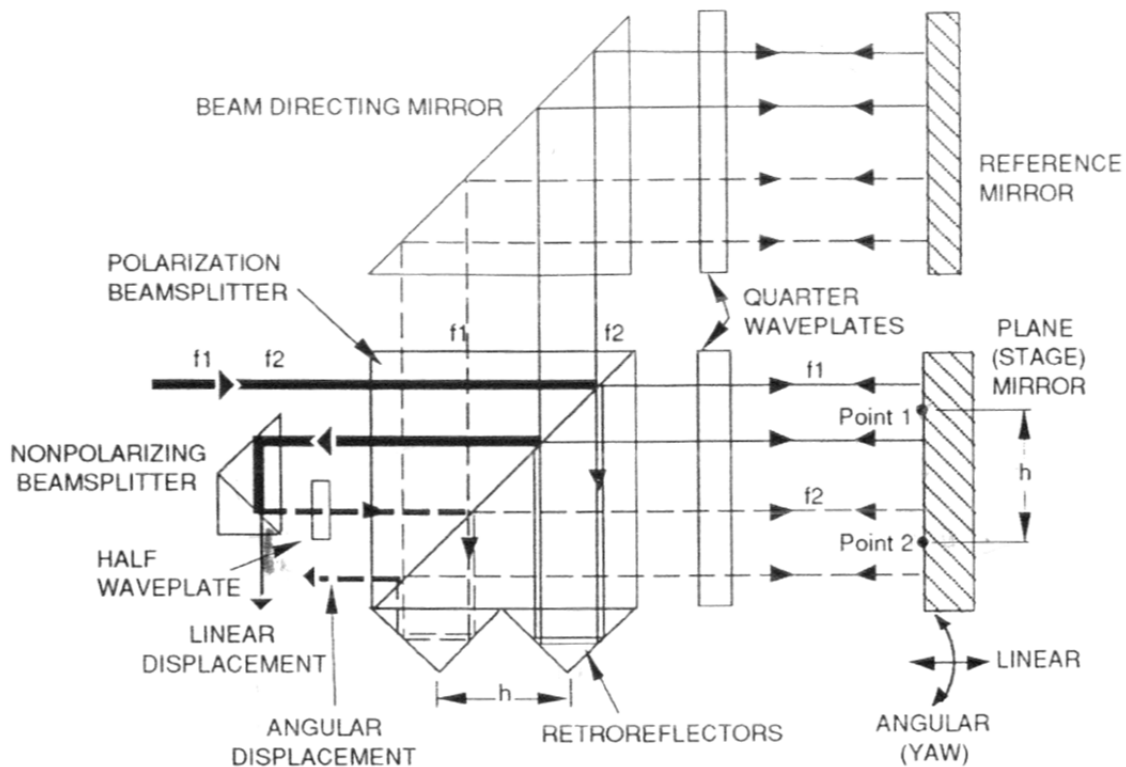 BEAM DIRECTING MIRROR
REFERENCE
MIRROR
POLARIZATION
BEAMSPLITTER
QUARTER
WAVEPLATES
PLANE
(STAGE)
MIRROR
f1
f2
f1
f2
f1
Point 1
NONPOLARIZING
BEAMSPLITTER
h
f2
Point 2
HALF
WAVEPLATE
LINEAR
DISPLACEMENT
LINEAR
h
ANGULAR
DISPLACEMENT
RETROREFLECTORS
ANGULAR
(YAW)